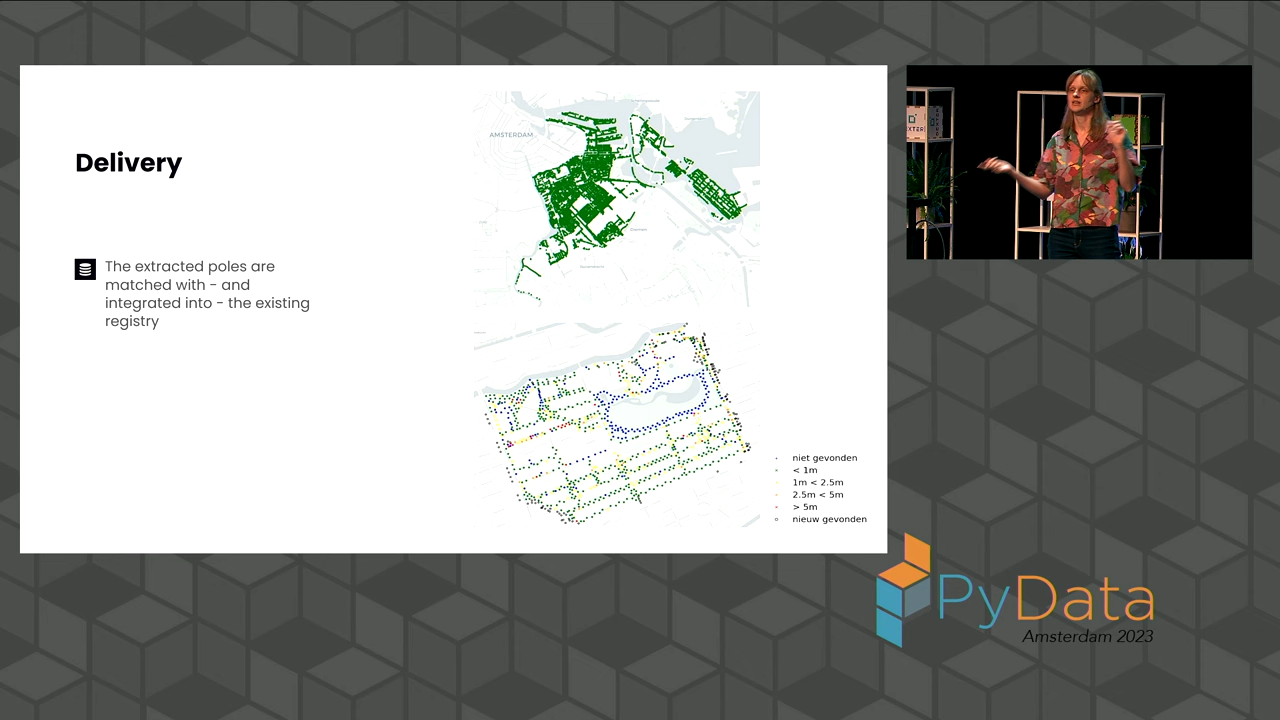 Delivery
The extracted poles are
matched with - and
integrated into - the existing
registry
AMSTERDAM
niet gevonden
< 1m
1m < 2.5m
2.5m < 5m
> 5m
nieuw gevonden
PyData
Amsterdam 2023